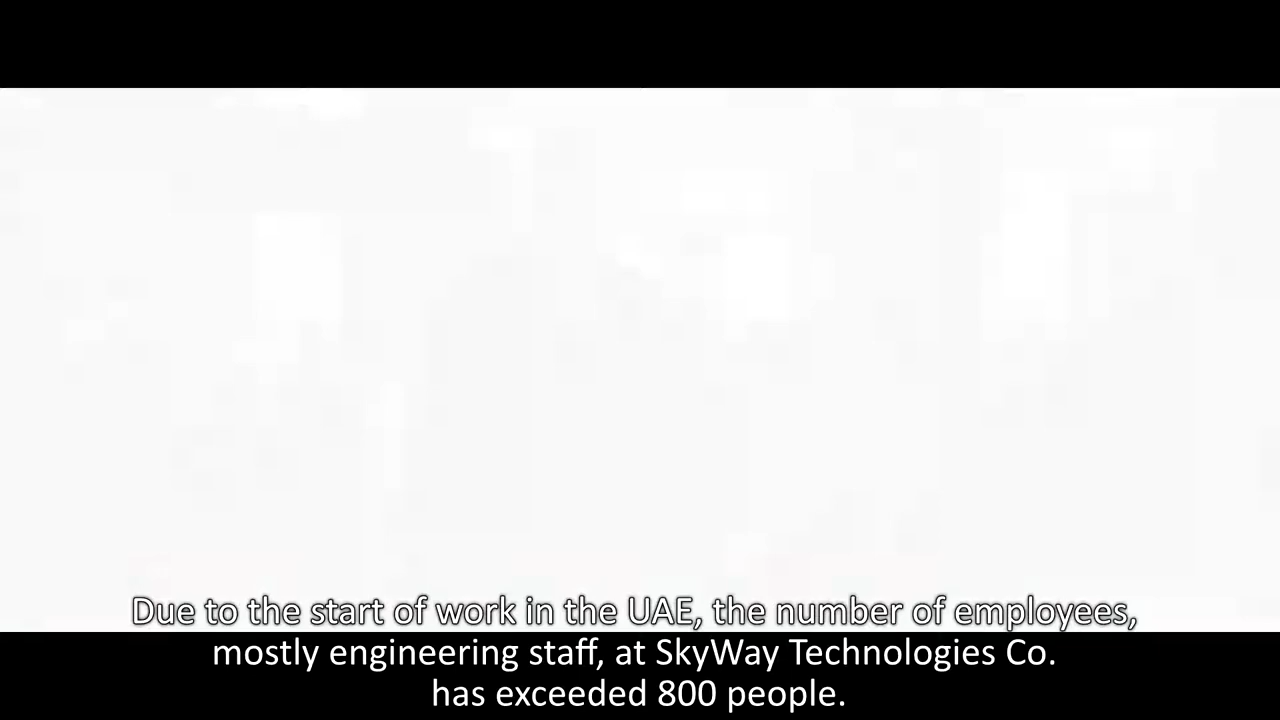 Due to the start of work in the UAE, the number of employees,
mostly engineering staff, at SkyWay Technologies Co.
has exceeded 800 people.